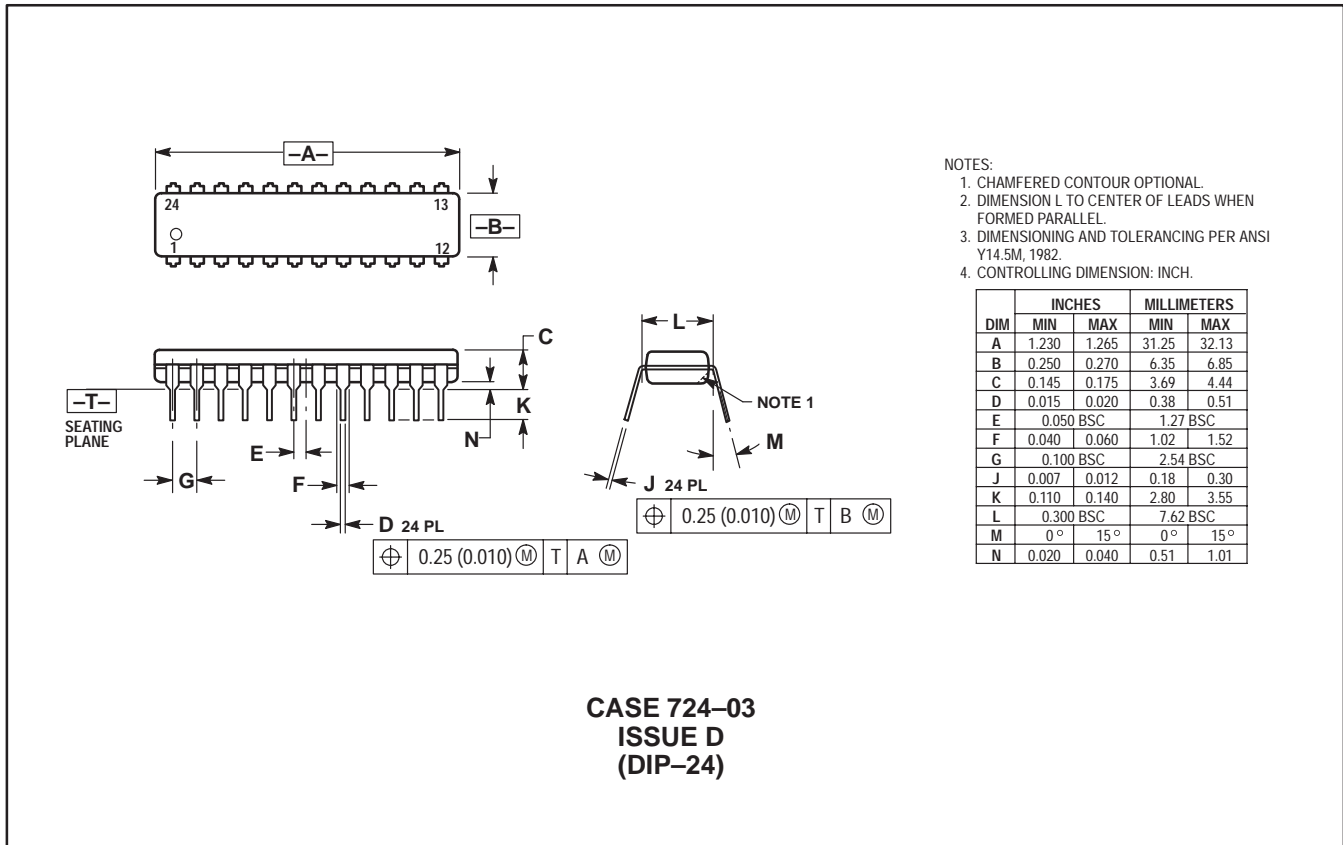 –A–
24 13
–B–
1 12
C
L
–T–
SEATING
PLANE
K
NOTE 1
N
M
E
G
F
J 24 PL
⌖ 0.25 (0.010) Ⓜ T B Ⓜ
D 24 PL
⌖ 0.25 (0.010) Ⓜ T A Ⓜ
NOTES:
1. CHAMFERED CONTOUR OPTIONAL.
2. DIMENSION L TO CENTER OF LEADS WHEN
FORMED PARALLEL.
3. DIMENSIONING AND TOLERANCING PER ANSI
Y14.5M, 1982.
4. CONTROLLING DIMENSION: INCH.
INCHES MILLIMETERS
DIM MIN MAX MIN MAX
A 1.230 1.265 31.25 32.13
B 0.250 0.270 6.35 6.85
C 0.145 0.175 3.69 4.44
D 0.015 0.020 0.38 0.51
E 0.050 BSC 1.27 BSC
F 0.040 0.060 1.02 1.52
G 0.100 BSC 2.54 BSC
J 0.007 0.012 0.18 0.30
K 0.110 0.140 2.80 3.55
L 0.300 BSC 7.62 BSC
M 0° 15° 0° 15°
N 0.020 0.040 0.51 1.01
CASE 724–03
ISSUE D
(DIP–24)